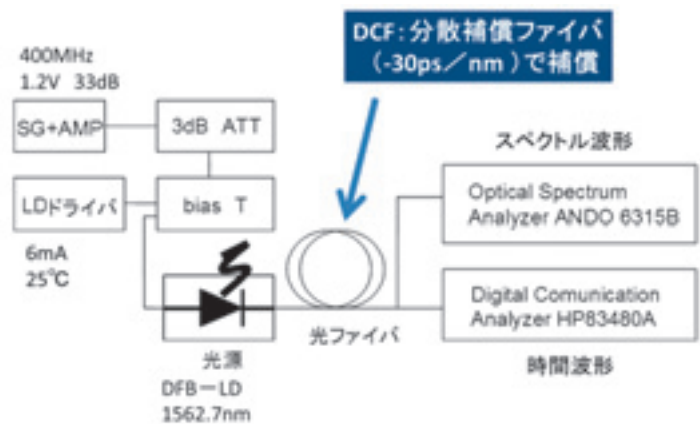 DCF:分散補償ファイバ
(-30ps/nm )で補償
400MHz
1.2V 33dB
SG+AMP
3dB ATT
スペクトル波形
LDドライバ
bias T
Optical Spectrum
Analyzer ANDO 6315B
6mA
25℃
Digital Comunication
Analyzer HP83480A
光ファイバ
光源
時間波形
DFB－LD
1562.7nm